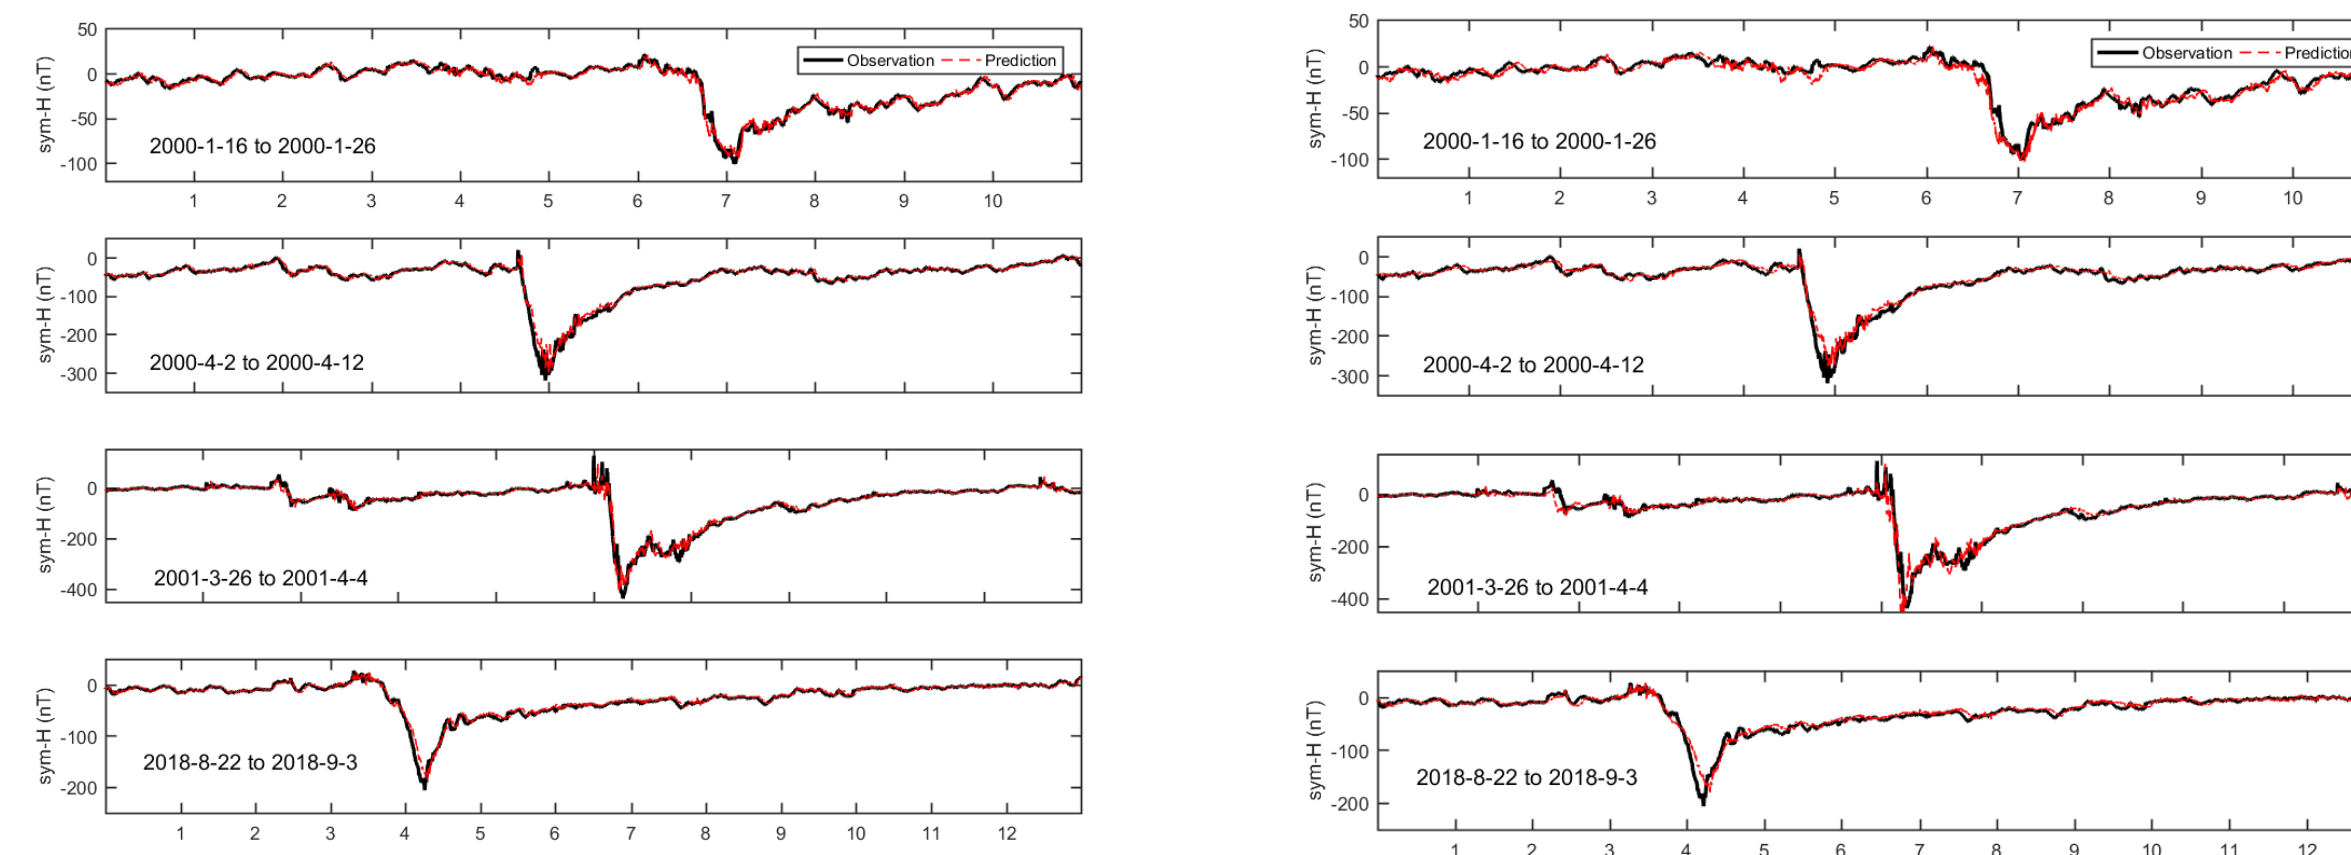 50
0
-50
-100
sym-H (nT)
Observation Prediction
2000-1-16 to 2000-1-26
1 2 3 4 5 6 7 8 9 10
0
-100
-200
-300
sym-H (nT)
2000-4-2 to 2000-4-12
0
-200
-400
sym-H (nT)
2001-3-26 to 2001-4-4
0
-100
-200
sym-H (nT)
2018-8-22 to 2018-9-3
1 2 3 4 5 6 7 8 9 10 11 12
50
0
-50
-100
sym-H (nT)
Observation Predictio
2000-1-16 to 2000-1-26
1 2 3 4 5 6 7 8 9 10
0
-100
-200
-300
sym-H (nT)
2000-4-2 to 2000-4-12
0
-200
-400
sym-H (nT)
2001-3-26 to 2001-4-4
0
-100
-200
sym-H (nT)
2018-8-22 to 2018-9-3
1 2 3 4 5 6 7 8 9 10 11 12